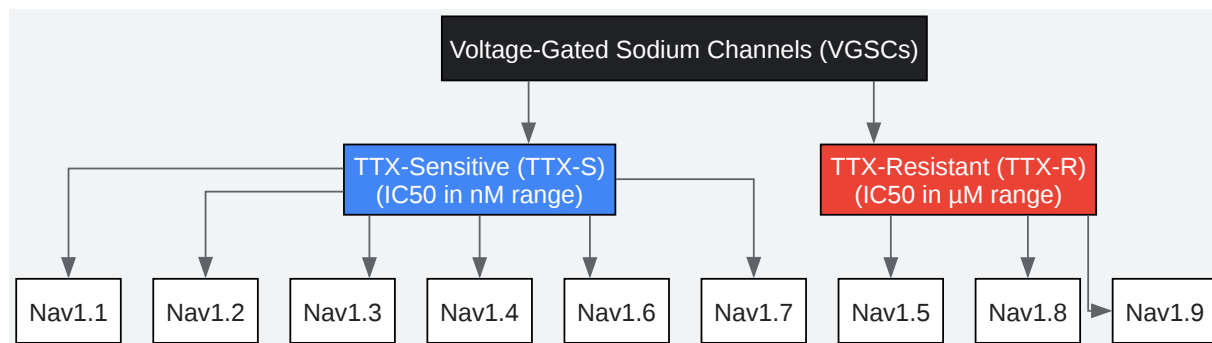 Voltage-Gated Sodium Channels (VGSCs)
TTX-Sensitive (TTX-S)
(IC50 in nM range)
TTX-Resistant (TTX-R)
(IC50 in µM range)
Nav1.1
Nav1.2
Nav1.3
Nav1.4
Nav1.6
Nav1.7
Nav1.5
Nav1.8
Nav1.9